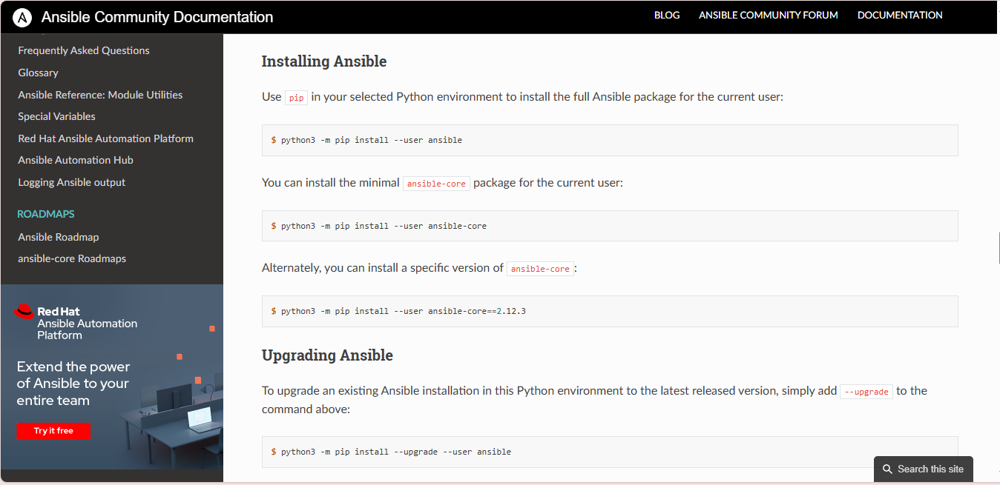 Ansible Community Documentation
BLOG ANSIBLE COMMUNITY FORUM DOCUMENTATION
Frequently Asked Questions
Glossary
Ansible Reference: Module Utilities
Special Variables
Red Hat Ansible Automation Platform
Ansible Automation Hub
Logging Ansible output
ROADMAPS
Ansible Roadmap
ansible-core Roadmaps
Red Hat
Ansible Automation
Platform
Extend the power
of Ansible to your
entire team
Try it free
Installing Ansible
Use pip in your selected Python environment to install the full Ansible package for the current user:
$ python3 -m pip install --user ansible
You can install the minimal ansible-core package for the current user:
$ python3 -m pip install --user ansible-core
Alternately, you can install a specific version of ansible-core:
$ python3 -m pip install --user ansible-core==2.12.3
Upgrading Ansible
To upgrade an existing Ansible installation in this Python environment to the latest released version, simply add --upgrade to the
command above:
$ python3 -m pip install --upgrade --user ansible
Search this site